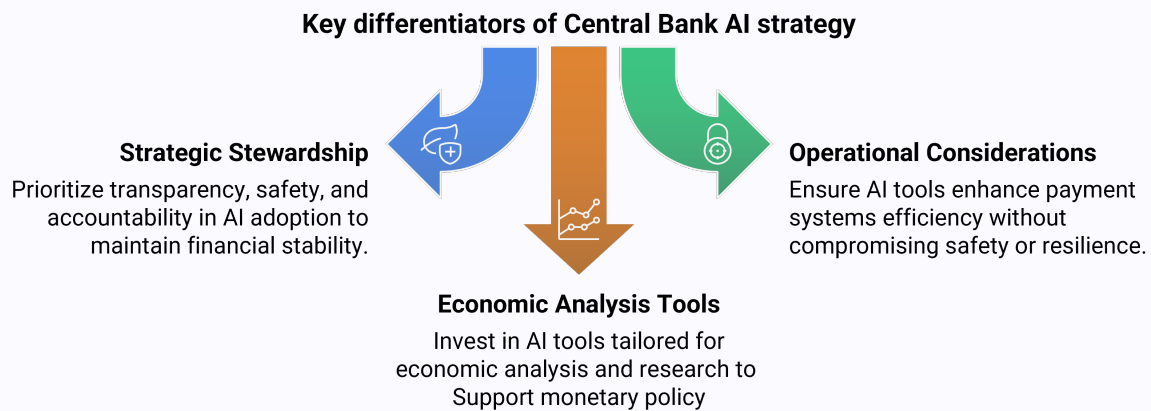 Key differentiators of Central Bank AI strategy
Strategic Stewardship
Prioritize transparency, safety, and
accountability in AI adoption to
maintain financial stability.
Operational Considerations
Ensure AI tools enhance payment
systems efficiency without
compromising safety or resilience.
Economic Analysis Tools
Invest in AI tools tailored for
economic analysis and research to
Support monetary policy